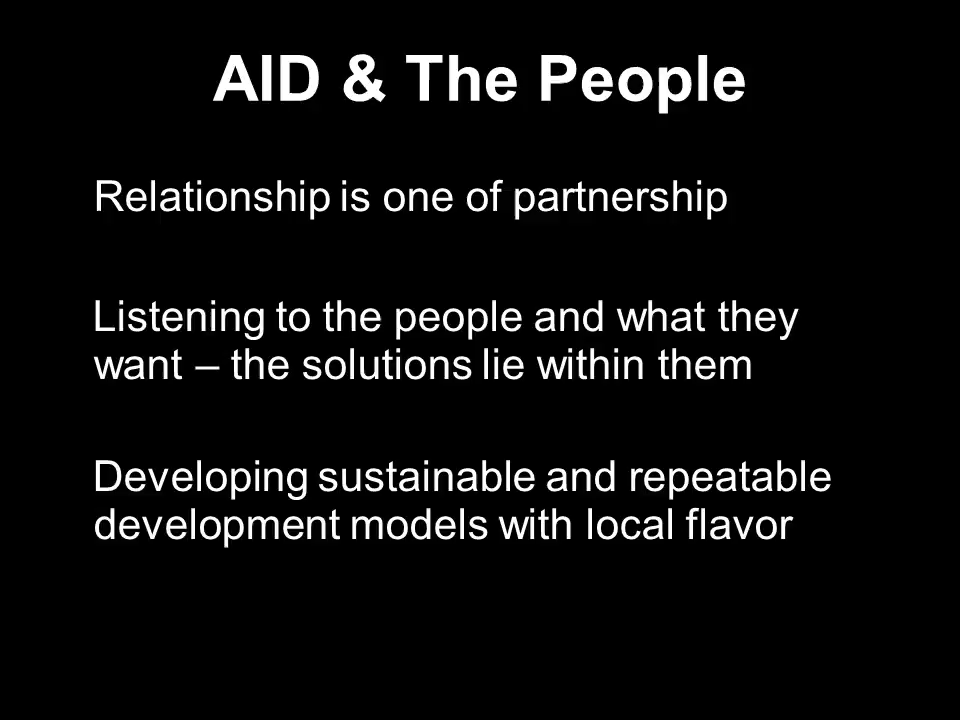 AID & The People
Relationship is one of partnership
Listening to the people and what they
want – the solutions lie within them
Developing sustainable and repeatable
development models with local flavor